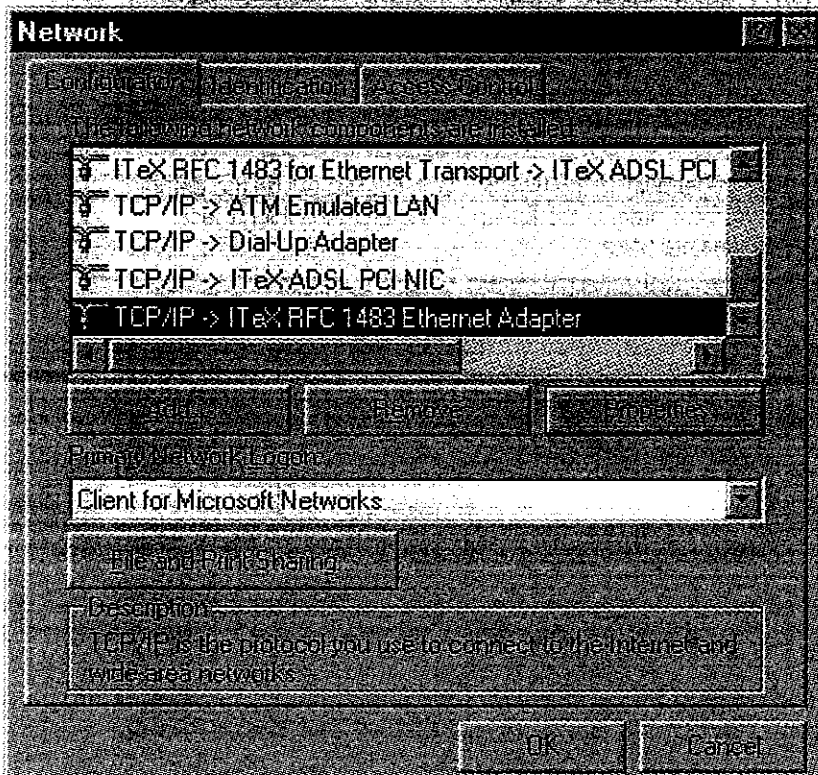 Network
Configuration Identification Access Control
The following network components are installed:
ITeX RFC 1483 for Ethernet Transport -> ITeX ADSL PCI
TCP/IP -> ATM Emulated LAN
TCP/IP -> Dial-Up Adapter
TCP/IP -> ITeX ADSL PCI NIC
TCP/IP -> ITeX RFC 1483 Ethernet Adapter
Add... Remove Properties
Primary Network Logon:
Client for Microsoft Networks
File and Print Sharing...
Description
TCP/IP is the protocol you use to connect to the Internet and
wide-area networks.
OK Cancel